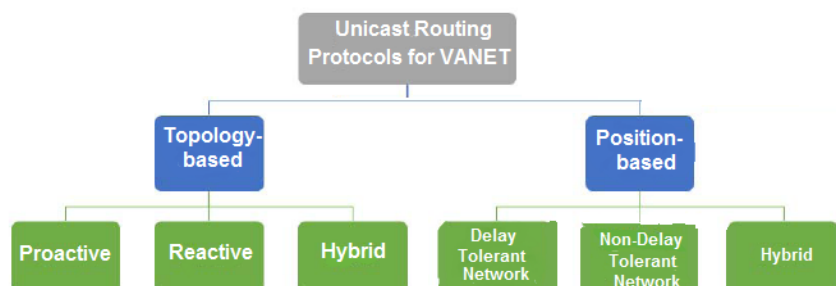 Unicast Routing
Protocols for VANET
Topology-
based
Position-
based
Proactive
Reactive
Hybrid
Delay
Tolerant
Network
Non-Delay
Tolerant
Network
Hybrid